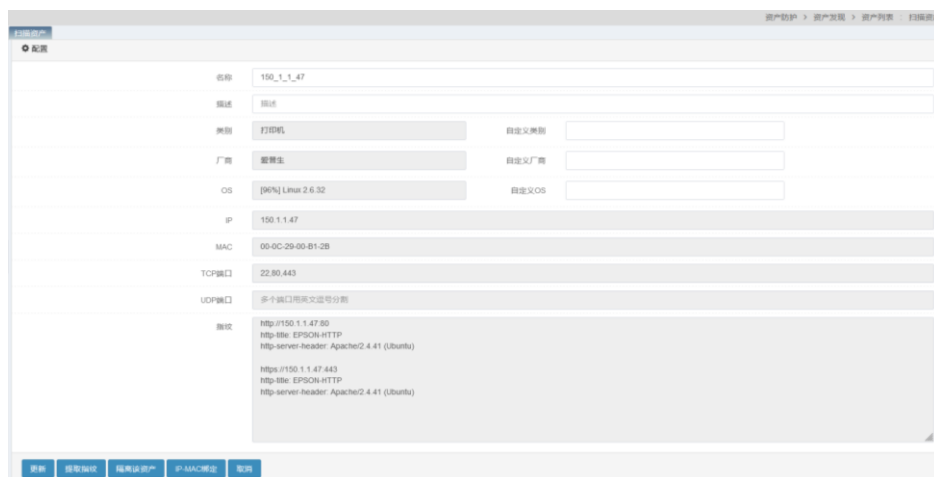 资产防护 > 资产发现 > 资产列表 : 扫描资
扫描资产
配置
名称 150_1_1_47
描述 描述
类别 打印机 自定义类别
厂商 爱普生 自定义厂商
OS [96%] Linux 2.6.32 自定义OS
IP 150.1.1.47
MAC 00-0C-29-00-B1-2B
TCP端口 22,80,443
UDP端口 多个端口用英文逗号分割
指纹 http://150.1.1.47:80
http-title: EPSON-HTTP
http-server-header: Apache/2.4.41 (Ubuntu)
https://150.1.1.47:443
http-title: EPSON-HTTP
http-server-header: Apache/2.4.41 (Ubuntu)
更新 提取指纹 隔离该资产 IP-MAC绑定 取消